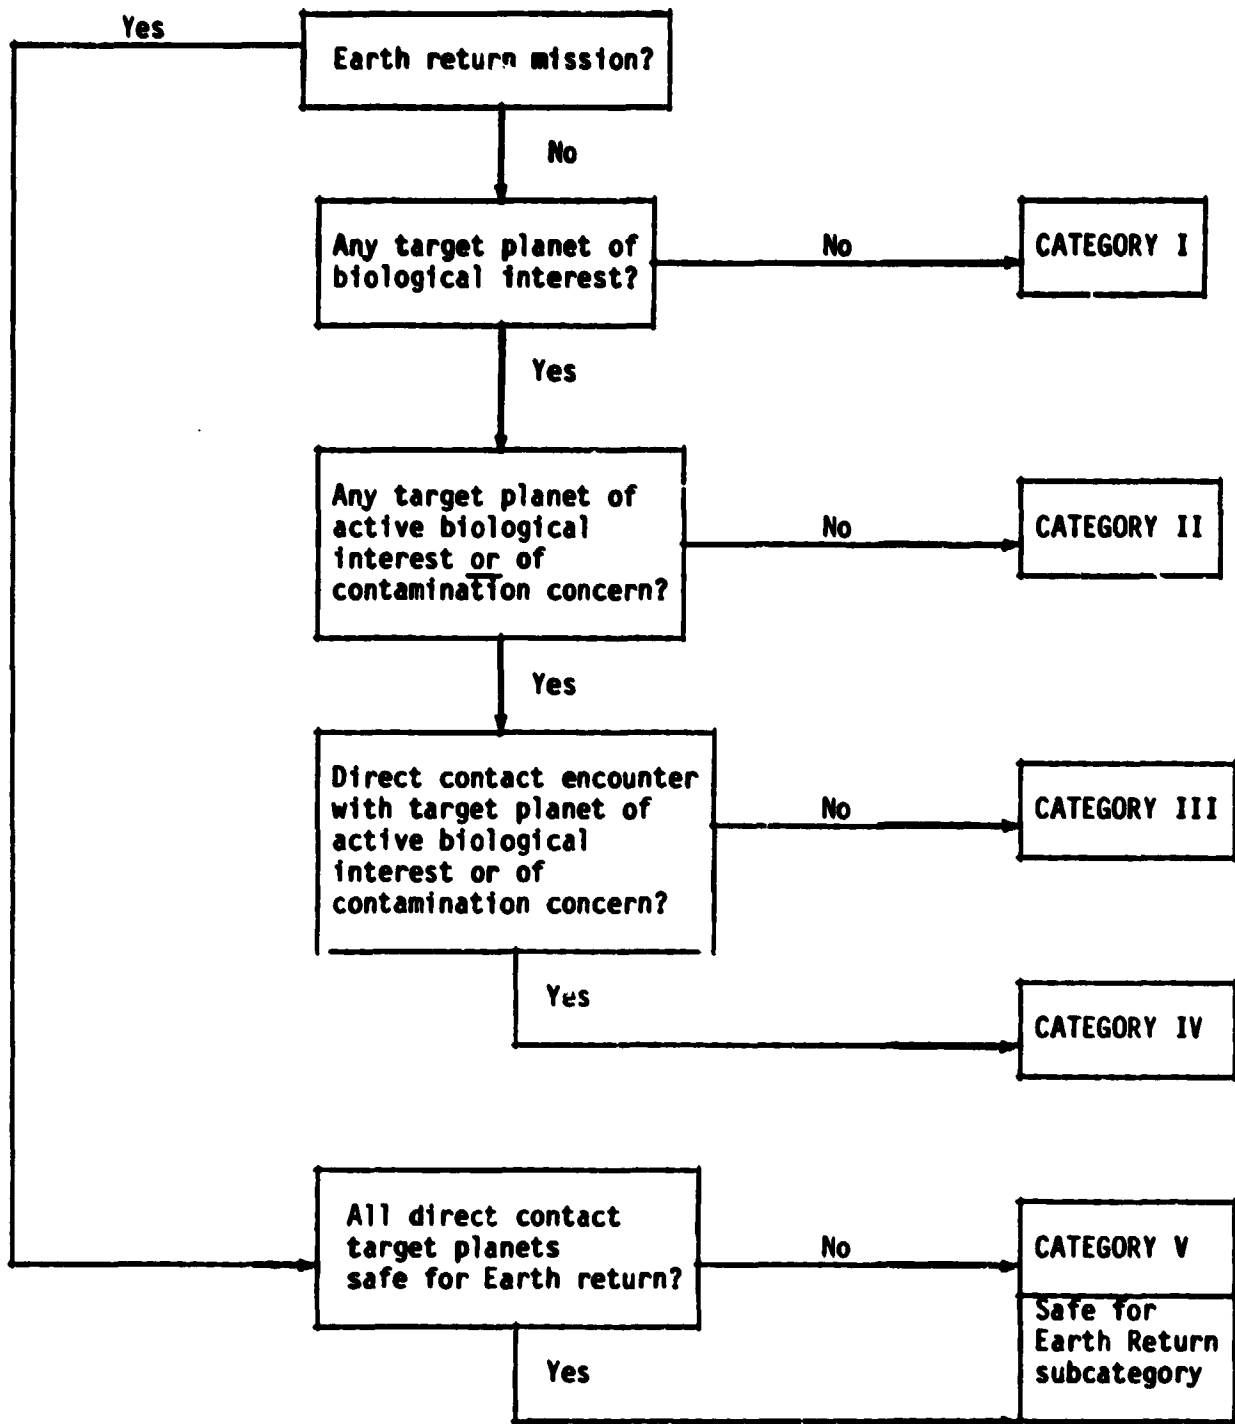 Yes
Earth return mission?
No
Any target planet of
biological interest?
No
CATEGORY I
Yes
Any target planet of
active biological
interest or of
contamination concern?
No
CATEGORY II
Yes
Direct contact encounter
with target planet of
active biological
interest or of
contamination concern?
No
CATEGORY III
Yes
CATEGORY IV
All direct contact
target planets
safe for Earth return?
No
CATEGORY V
Safe for
Earth Return
subcategory
Yes